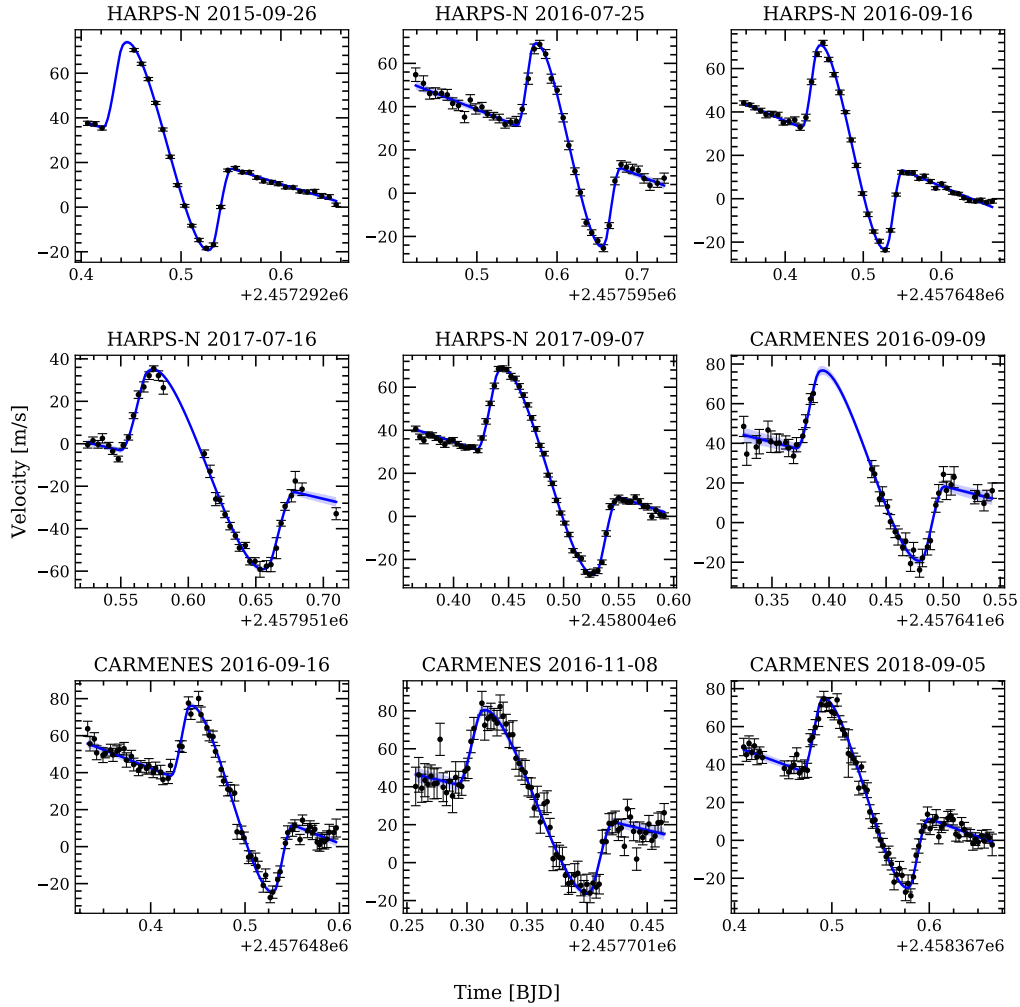 HARPS-N 2015-09-26 HARPS-N 2016-07-25 HARPS-N 2016-09-16
60
40
20
0
−20
0.4 0.5 0.6
+2.457292e6
60
40
20
0
−20
0.5 0.6 0.7
+2.457595e6
60
40
20
0
−20
0.4 0.5 0.6
+2.457648e6
HARPS-N 2017-07-16 HARPS-N 2017-09-07 CARMENES 2016-09-09
Velocity [m/s]
40
20
0
−20
−40
−60
0.55 0.60 0.65 0.70
+2.457951e6
60
40
20
0
−20
0.40 0.45 0.50 0.55 0.60
+2.458004e6
80
60
40
20
0
−20
0.35 0.40 0.45 0.50 0.55
+2.457641e6
CARMENES 2016-09-16 CARMENES 2016-11-08 CARMENES 2018-09-05
80
60
40
20
0
−20
0.4 0.5 0.6
+2.457648e6
80
60
40
20
0
−20
0.25 0.30 0.35 0.40 0.45
+2.457701e6
80
60
40
20
0
−20
0.4 0.5 0.6
+2.458367e6
Time [BJD]